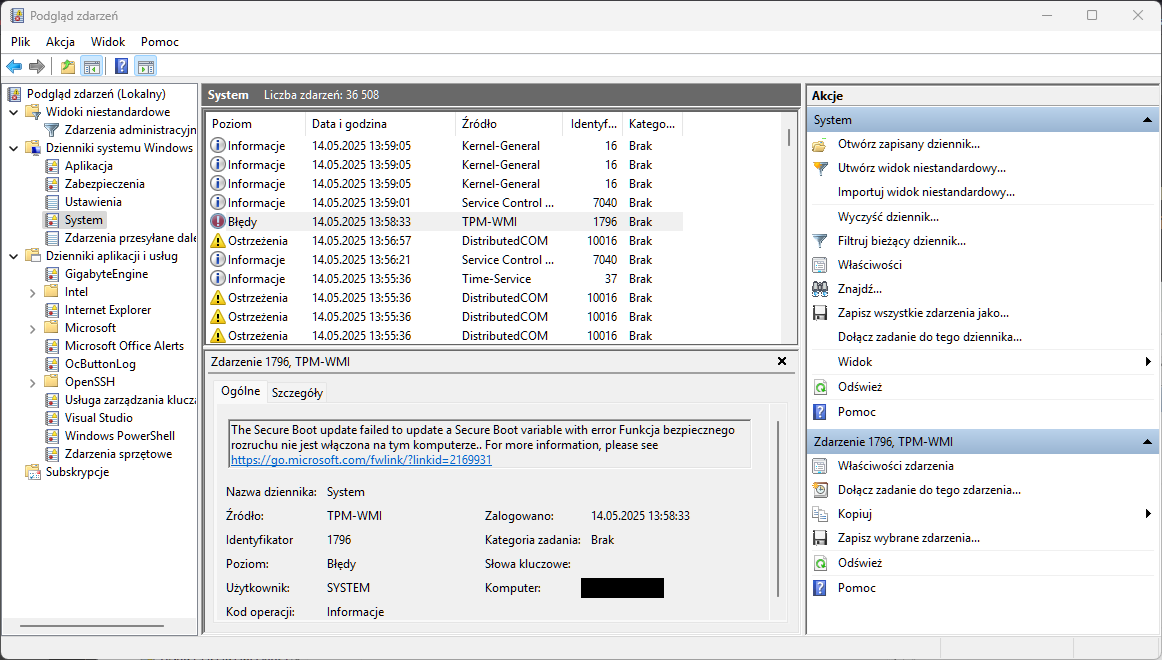 Podgląd zdarzeń
Plik Akcja Widok Pomoc
Podgląd zdarzeń (Lokalny)
Widoki niestandardowe
Zdarzenia administracyjn
Dzienniki systemu Windows
Aplikacja
Zabezpieczenia
Ustawienia
System
Zdarzenia przesyłane dale
Dzienniki aplikacji i usług
GigabyteEngine
Intel
Internet Explorer
Microsoft
Microsoft Office Alerts
OcButtonLog
OpenSSH
Usługa zarządzania klucza
Visual Studio
Windows PowerShell
Zdarzenia sprzętowe
Subskrypcje
System Liczba zdarzeń: 36 508
Poziom Data i godzina Źródło Identyf... Katego...
Informacje 14.05.2025 13:59:05 Kernel-General 16 Brak
Informacje 14.05.2025 13:59:05 Kernel-General 16 Brak
Informacje 14.05.2025 13:59:05 Kernel-General 16 Brak
Informacje 14.05.2025 13:59:01 Service Control ... 7040 Brak
Błędy 14.05.2025 13:58:33 TPM-WMI 1796 Brak
Ostrzeżenia 14.05.2025 13:56:57 DistributedCOM 10016 Brak
Informacje 14.05.2025 13:56:21 Service Control ... 7040 Brak
Informacje 14.05.2025 13:55:36 Time-Service 37 Brak
Ostrzeżenia 14.05.2025 13:55:36 DistributedCOM 10016 Brak
Ostrzeżenia 14.05.2025 13:55:36 DistributedCOM 10016 Brak
Ostrzeżenia 14.05.2025 13:55:36 DistributedCOM 10016 Brak
Zdarzenie 1796, TPM-WMI
Ogólne Szczegóły
The Secure Boot update failed to update a Secure Boot variable with error Funkcja bezpiecznego
rozruchu nie jest włączona na tym komputerze.. For more information, please see
https://go.microsoft.com/fwlink/?linkid=2169931
Nazwa dziennika: System
Źródło: TPM-WMI Zalogowano: 14.05.2025 13:58:33
Identyfikator 1796 Kategoria zadania: Brak
Poziom: Błędy Słowa kluczowe:
Użytkownik: SYSTEM Komputer:
Kod operacji: Informacje
Akcje
System
Otwórz zapisany dziennik...
Utwórz widok niestandardowy...
Importuj widok niestandardowy...
Wyczyść dziennik...
Filtruj bieżący dziennik...
Właściwości
Znajdź...
Zapisz wszystkie zdarzenia jako...
Dołącz zadanie do tego dziennika...
Widok
Odśwież
Pomoc
Zdarzenie 1796, TPM-WMI
Właściwości zdarzenia
Dołącz zadanie do tego zdarzenia...
Kopiuj
Zapisz wybrane zdarzenia...
Odśwież
Pomoc